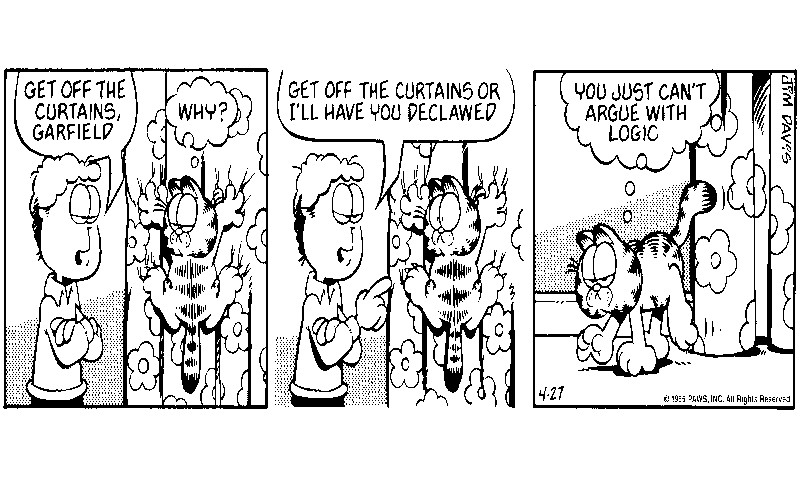 GET OFF THE
CURTAINS,
GARFIELD
WHY?
GET OFF THE CURTAINS OR
I'LL HAVE YOU DECLAWED
YOU JUST CAN'T
ARGUE WITH
LOGIC
JIM DAVIS
4-27
© 1995 PAWS, INC. All Rights Reserved